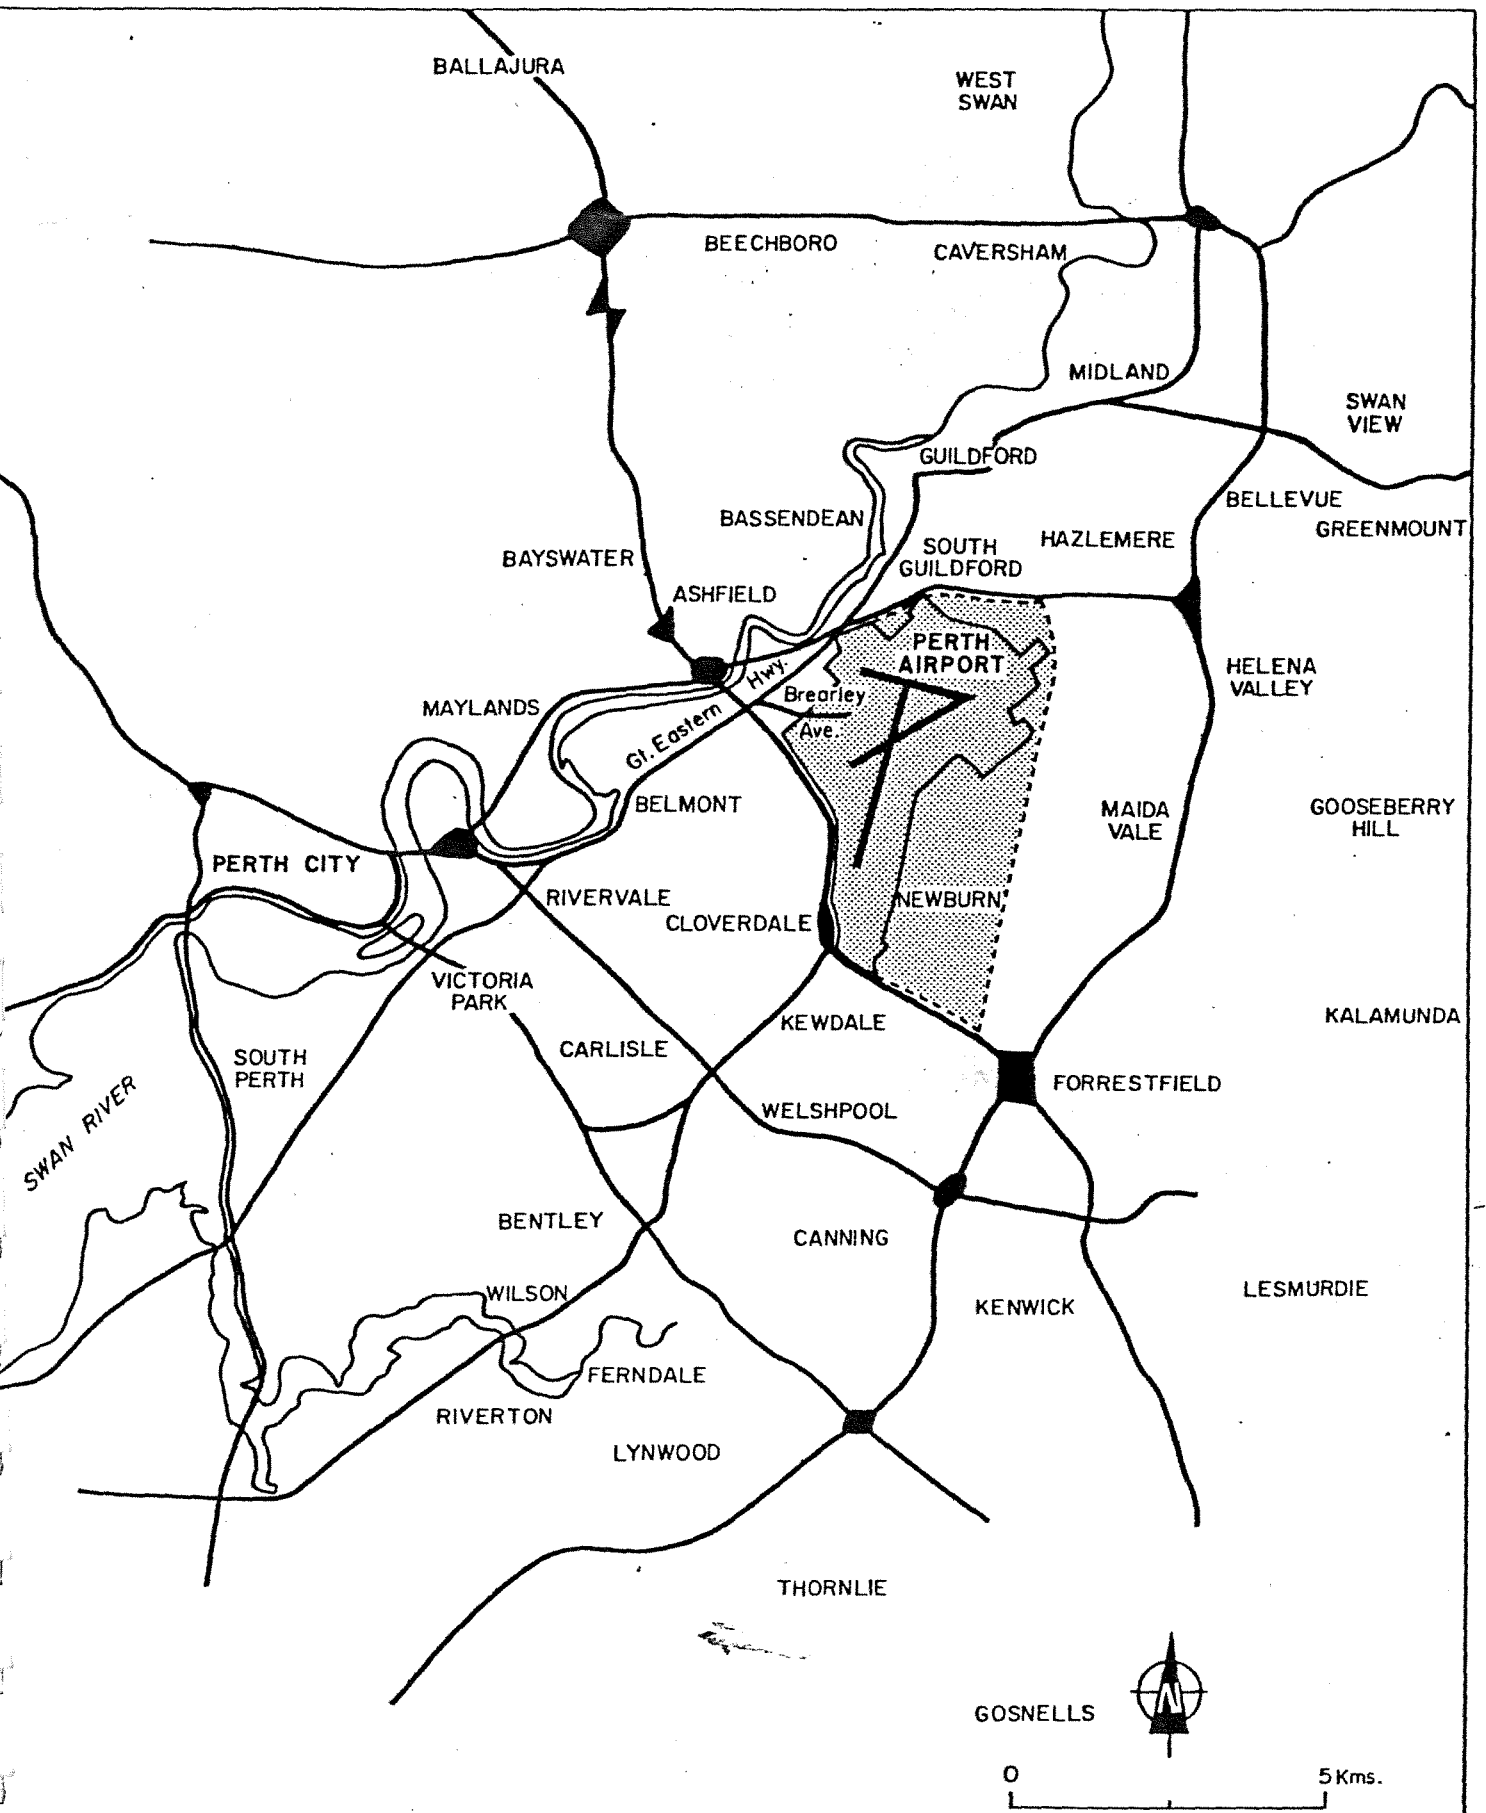 BALLAJURA
WEST
SWAN
BEECHBORO
CAVERSHAM
MIDLAND
SWAN
VIEW
GUILDFORD
BELLEVUE
BASSENDEAN
GREENMOUNT
HAZLEMERE
SOUTH
GUILDFORD
BAYSWATER
ASHFIELD
PERTH
AIRPORT
HELENA
VALLEY
Hwy.
Brearley
Ave.
MAYLANDS
Gt. Eastern
BELMONT
MAIDA
VALE
GOOSEBERRY
HILL
PERTH CITY
RIVERVALE
NEWBURN
CLOVERDALE
VICTORIA
PARK
KEWDALE
KALAMUNDA
CARLISLE
SOUTH
PERTH
FORRESTFIELD
WELSHPOOL
SWAN RIVER
BENTLEY
CANNING
WILSON
LESMURDIE
KENWICK
FERNDALE
RIVERTON
LYNWOOD
THORNLIE
N
GOSNELLS
0 5 Kms.